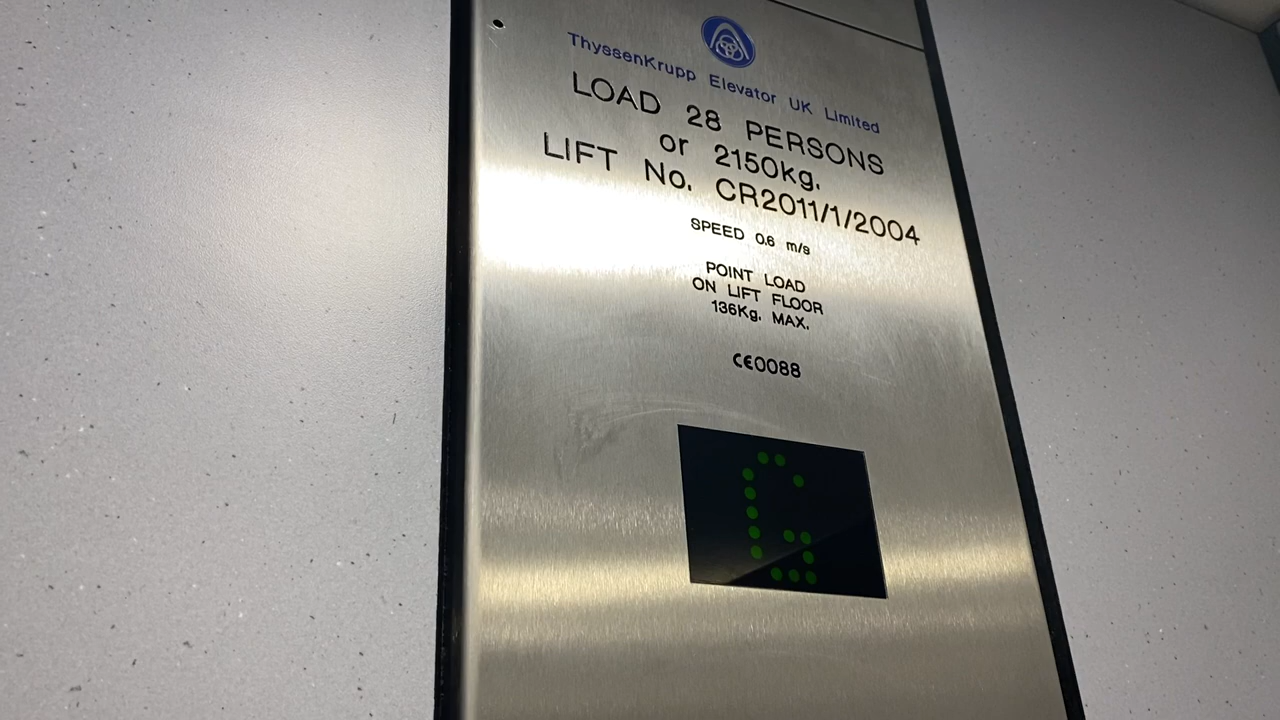 ThyssenKrupp Elevator UK Limited
LOAD 28 PERSONS
or 2150kg.
LIFT No. CR2011/1/2004
SPEED 0.6 m/s
POINT LOAD
ON LIFT FLOOR
136Kg. MAX.
CE0088
G